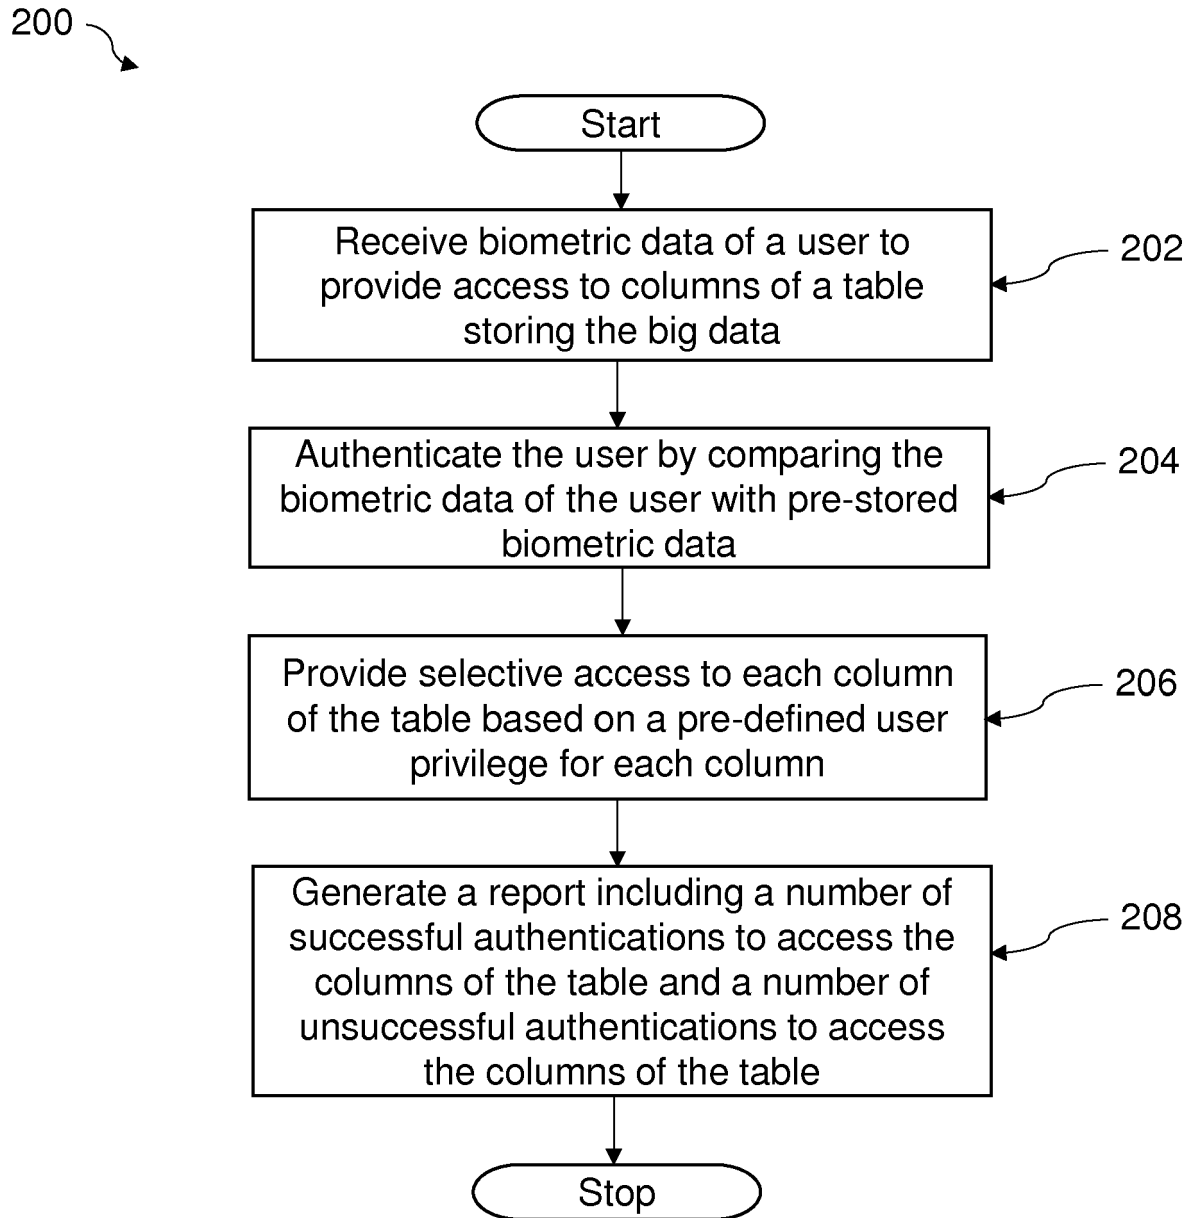 200
Start
Receive biometric data of a user to
provide access to columns of a table
storing the big data
202
Authenticate the user by comparing the
biometric data of the user with pre-stored
biometric data
204
Provide selective access to each column
of the table based on a pre-defined user
privilege for each column
206
Generate a report including a number of
successful authentications to access the
columns of the table and a number of
unsuccessful authentications to access
the columns of the table
208
Stop